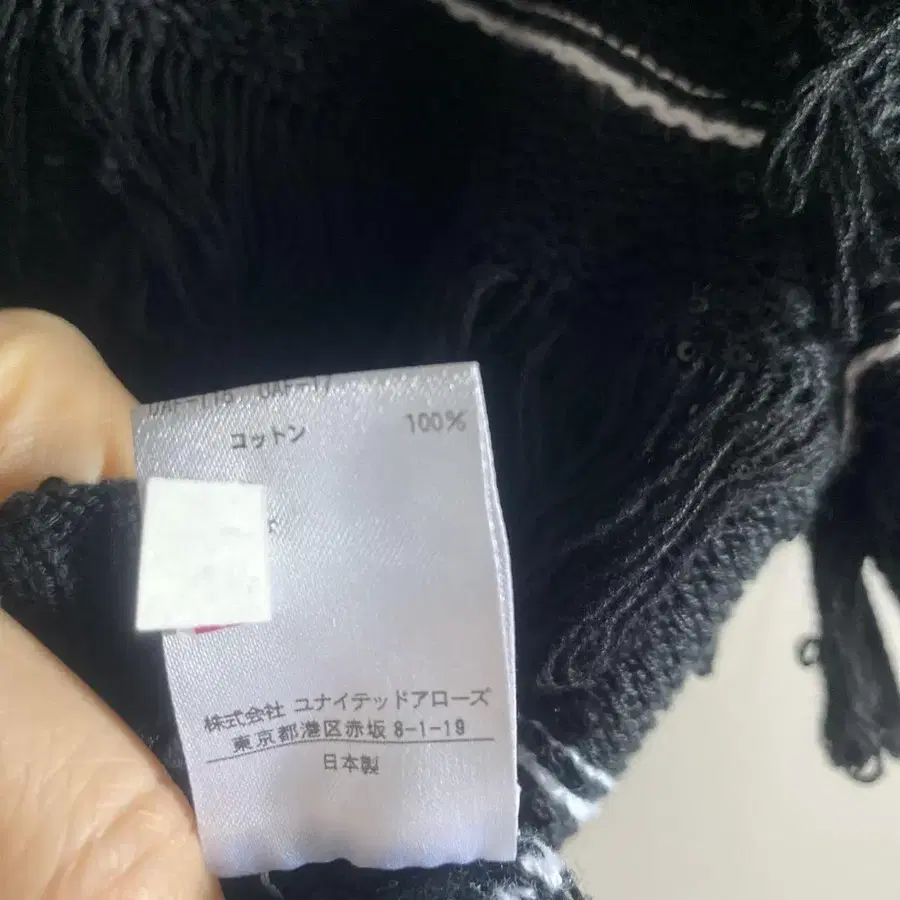 コットン 100%
株式会社 ユナイテッドアローズ
東京都港区赤坂 8-1-19
日本製